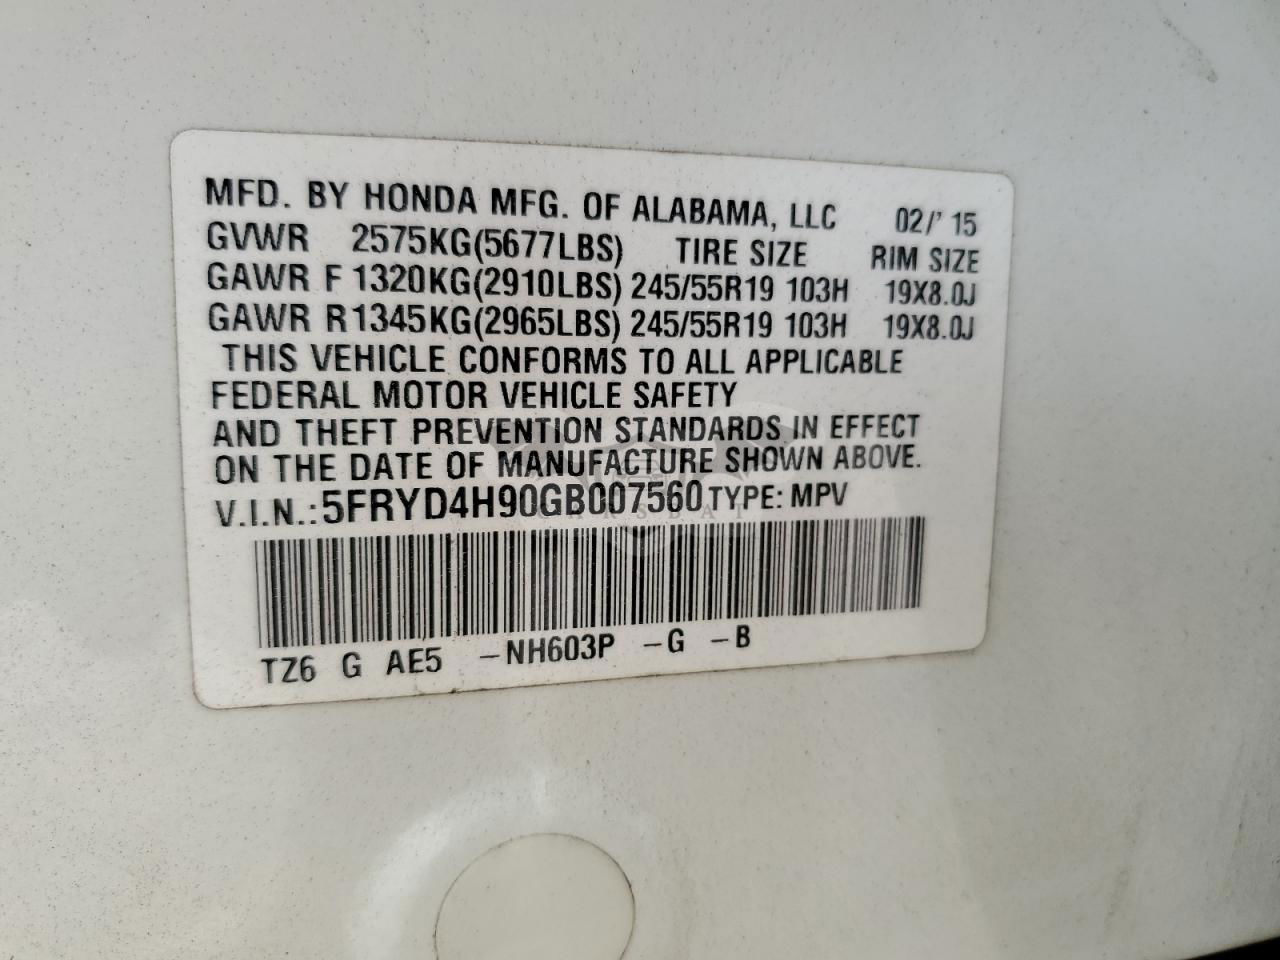 MFD. BY HONDA MFG. OF ALABAMA, LLC 02/' 15
GVWR 2575KG(5677LBS) TIRE SIZE RIM SIZE
GAWR F 1320KG(2910LBS) 245/55R19 103H 19X8.0J
GAWR R 1345KG(2965LBS) 245/55R19 103H 19X8.0J
THIS VEHICLE CONFORMS TO ALL APPLICABLE
FEDERAL MOTOR VEHICLE SAFETY
AND THEFT PREVENTION STANDARDS IN EFFECT
ON THE DATE OF MANUFACTURE SHOWN ABOVE.
V.I.N.: 5FRYD4H90GB007560 TYPE: MPV
CARSBAT
TZ6 G AE5 -NH603P -G -B